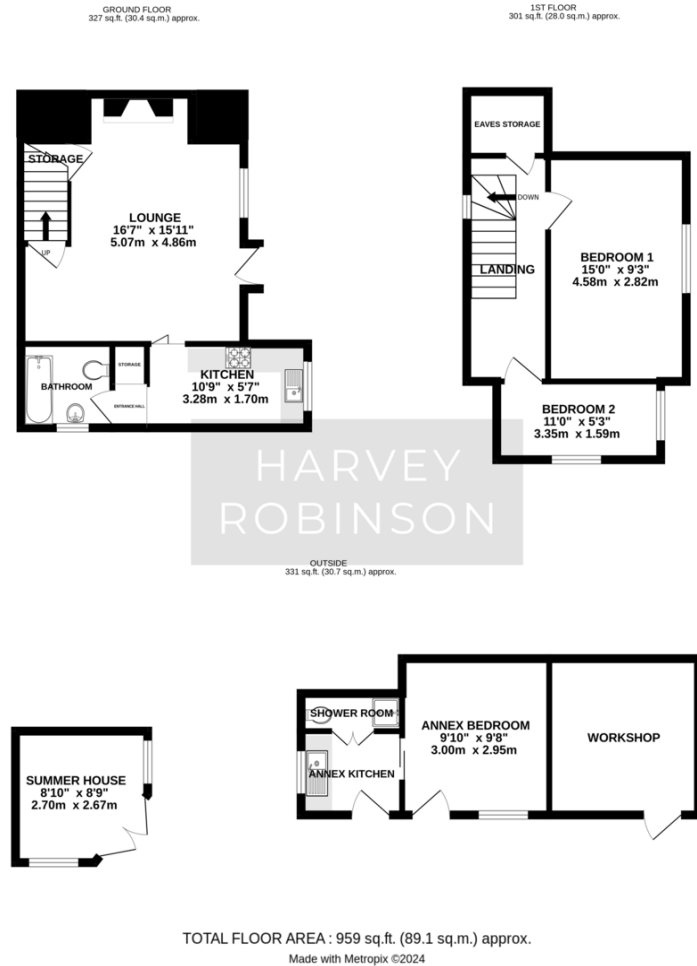 GROUND FLOOR
327 sq.ft. (30.4 sq.m.) approx.
1ST FLOOR
301 sq.ft. (28.0 sq.m.) approx.
STORAGE
UP
LOUNGE
16'7" x 15'11"
5.07m x 4.86m
BATHROOM
STORAGE
ENTRANCE HALL
KITCHEN
10'9" x 5'7"
3.28m x 1.70m
EAVES STORAGE
DOWN
LANDING
BEDROOM 1
15'0" x 9'3"
4.58m x 2.82m
BEDROOM 2
11'0" x 5'3"
3.35m x 1.59m
HARVEY
ROBINSON
OUTSIDE
331 sq.ft. (30.7 sq.m.) approx.
SUMMER HOUSE
8'10" x 8'9"
2.70m x 2.67m
SHOWER ROOM
ANNEX KITCHEN
ANNEX BEDROOM
9'10" x 9'8"
3.00m x 2.95m
WORKSHOP
TOTAL FLOOR AREA : 959 sq.ft. (89.1 sq.m.) approx.
Made with Metropix ©2024